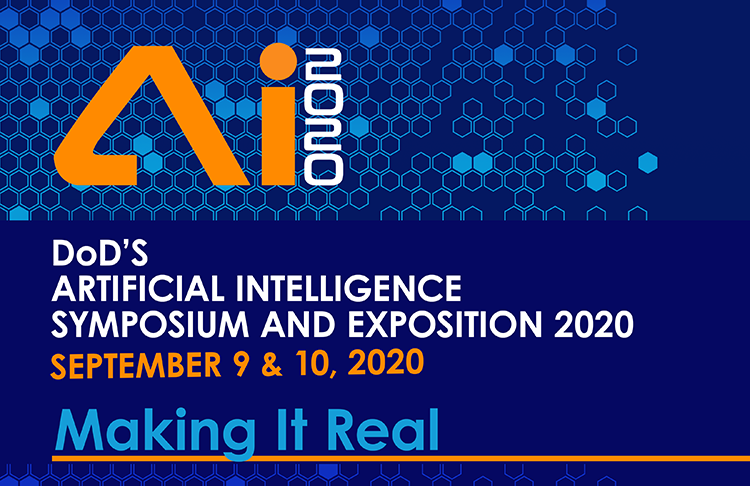 Ai 2020
DoD'S
ARTIFICIAL INTELLIGENCE
SYMPOSIUM AND EXPOSITION 2020
SEPTEMBER 9 & 10, 2020
Making It Real